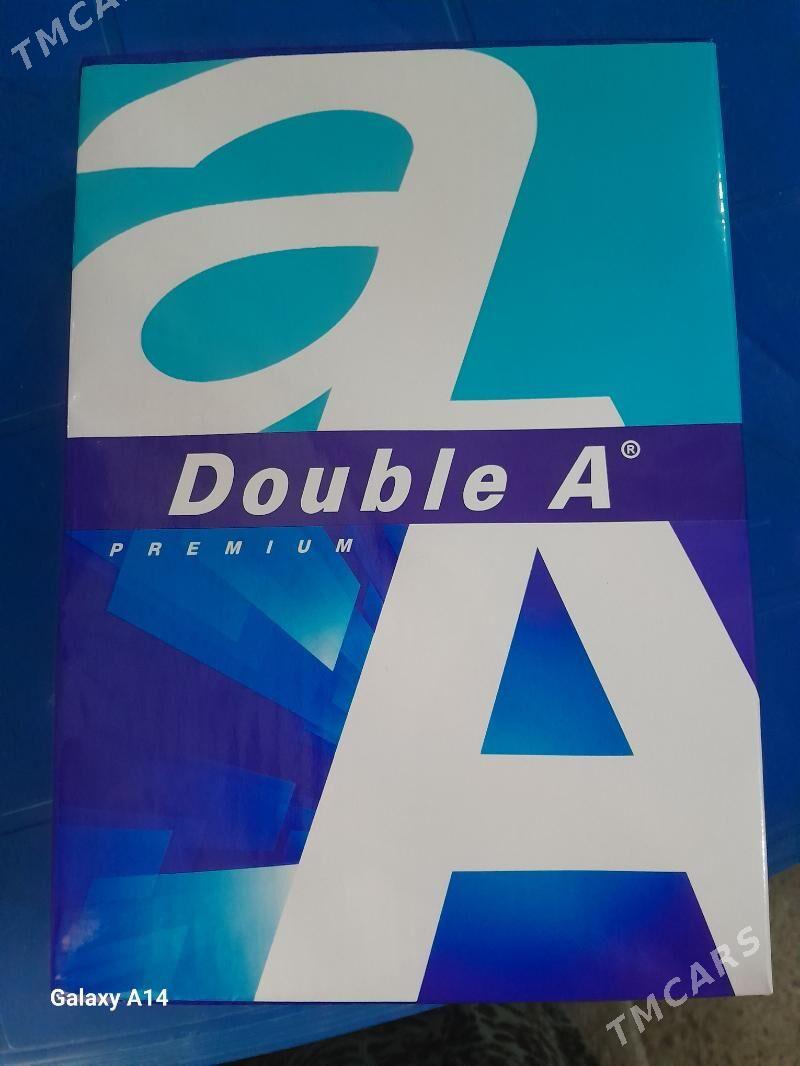 TMCARS
a
Double A®
PREMIUM
A
Galaxy A14
TMCARS